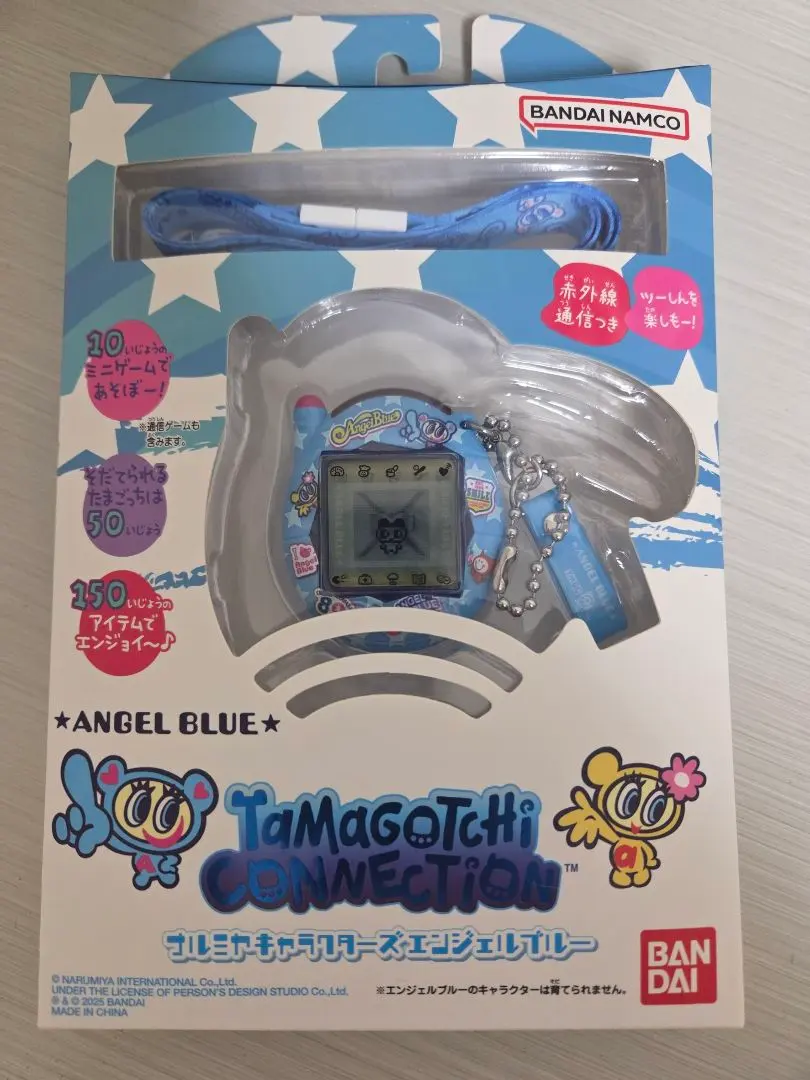 BANDAI NAMCO
赤外線
通信つき
ツーしんを
楽しもー!
10いじょうの
ミニゲームで
あそぼー!
※通信ゲームも
含みます。
そだてられる
たまごっちは
50いじょう
150いじょうの
アイテムで
エンジョイ〜♪
AngelBlue
I ♥
Angel
Blue
ANGEL BLUE
★ANGEL BLUE★
TAMAGOTCHI
CONNECTION™
ナルミヤキャラクターズエンジェルブルー
© NARUMIYA INTERNATIONAL Co.,Ltd.
UNDER THE LICENSE OF PERSON'S DESIGN STUDIO Co.,Ltd.
® & © 2025 BANDAI
MADE IN CHINA
※エンジェルブルーのキャラクターは育てられません。
BAN
DAI